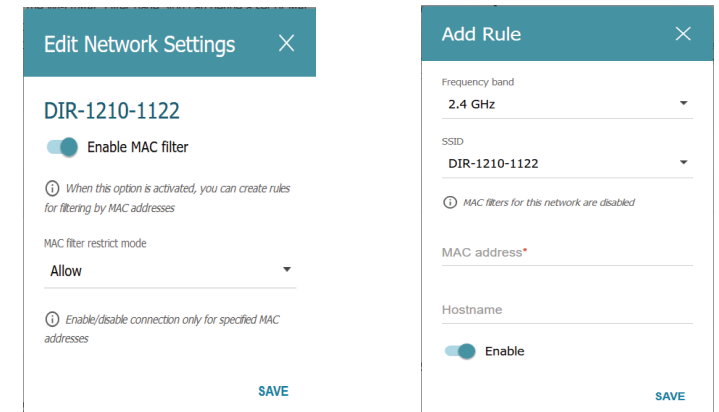 Edit Network Settings
DIR-1210-1122
Enable MAC filter
When this option is activated, you can create rules
for filtering by MAC addresses
MAC filter restrict mode
Allow
Enable/disable connection only for specified MAC
addresses
SAVE
Add Rule
Frequency band
2.4 GHz
SSID
DIR-1210-1122
MAC filters for this network are disabled
MAC address*
Hostname
Enable
SAVE